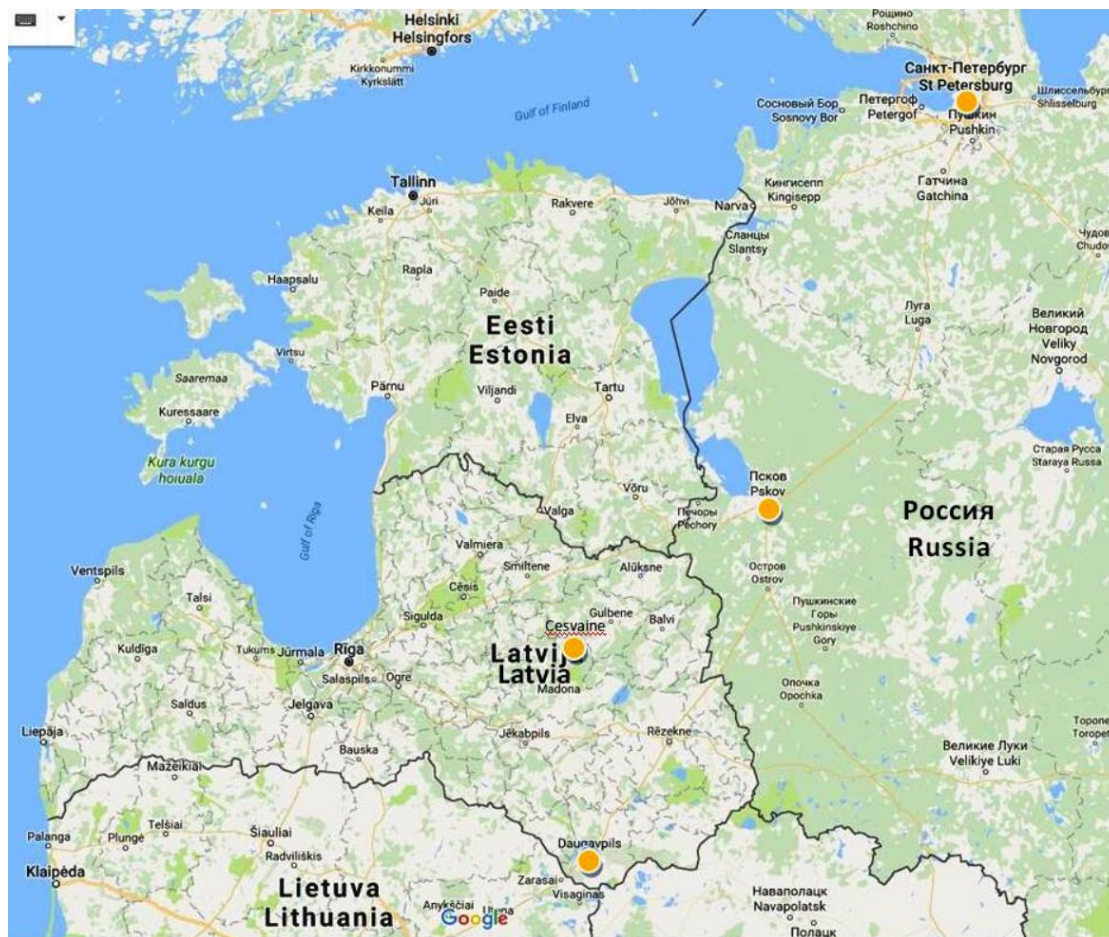 Helsinki
Helsingfors
Kirkkonummi
Kyrkslätt
Рощино
Roshchino
Санкт-Петербург
St Petersburg
Шлиссельбург
Shlisselburg
Петергоф
Petergof
Сосновый Бор
Sosnovy Bor
Пушкин
Pushkin
Gulf of Finland
Tallinn
Keila
Jüri
Rakvere
Jõhvi
Narva
Кингисепп
Kingisepp
Гатчина
Gatchina
Сланцы
Slantsy
Haapsalu
Rapla
Paide
Луга
Luga
Великий
Новгород
Veliky
Novgorod
Eesti
Estonia
Virtsu
Saaremaa
Kuressaare
Pärnu
Viljandi
Tartu
Elva
Старая Русса
Staraya Russa
Kura kurgu
hoiuala
Псков
Pskov
Võru
Печоры
Pechory
Россия
Russia
Valga
Gulf of Riga
Valmiera
Smiltene
Alūksne
Остров
Ostrov
Ventspils
Talsi
Cēsis
Sigulda
Gulbene
Balvi
Пушкинские
Горы
Pushkinskiye
Gory
Cesvaine
Kuldīga
Tukums
Jūrmala
Rīga
Salaspils
Ogre
Latvia
Madona
Опочка
Opochka
Saldus
Jelgava
Liepāja
Jēkabpils
Rēzekne
Bauska
Великие Луки
Velikiye Luki
Mažeikiai
Palanga
Plungė
Telšiai
Šiauliai
Radviliškis
Daugavpils
Zarasai
Visaginas
Klaipėda
Lietuva
Lithuania
Anykščiai
Google
Наваполацк
Navapolatsk
Полацк